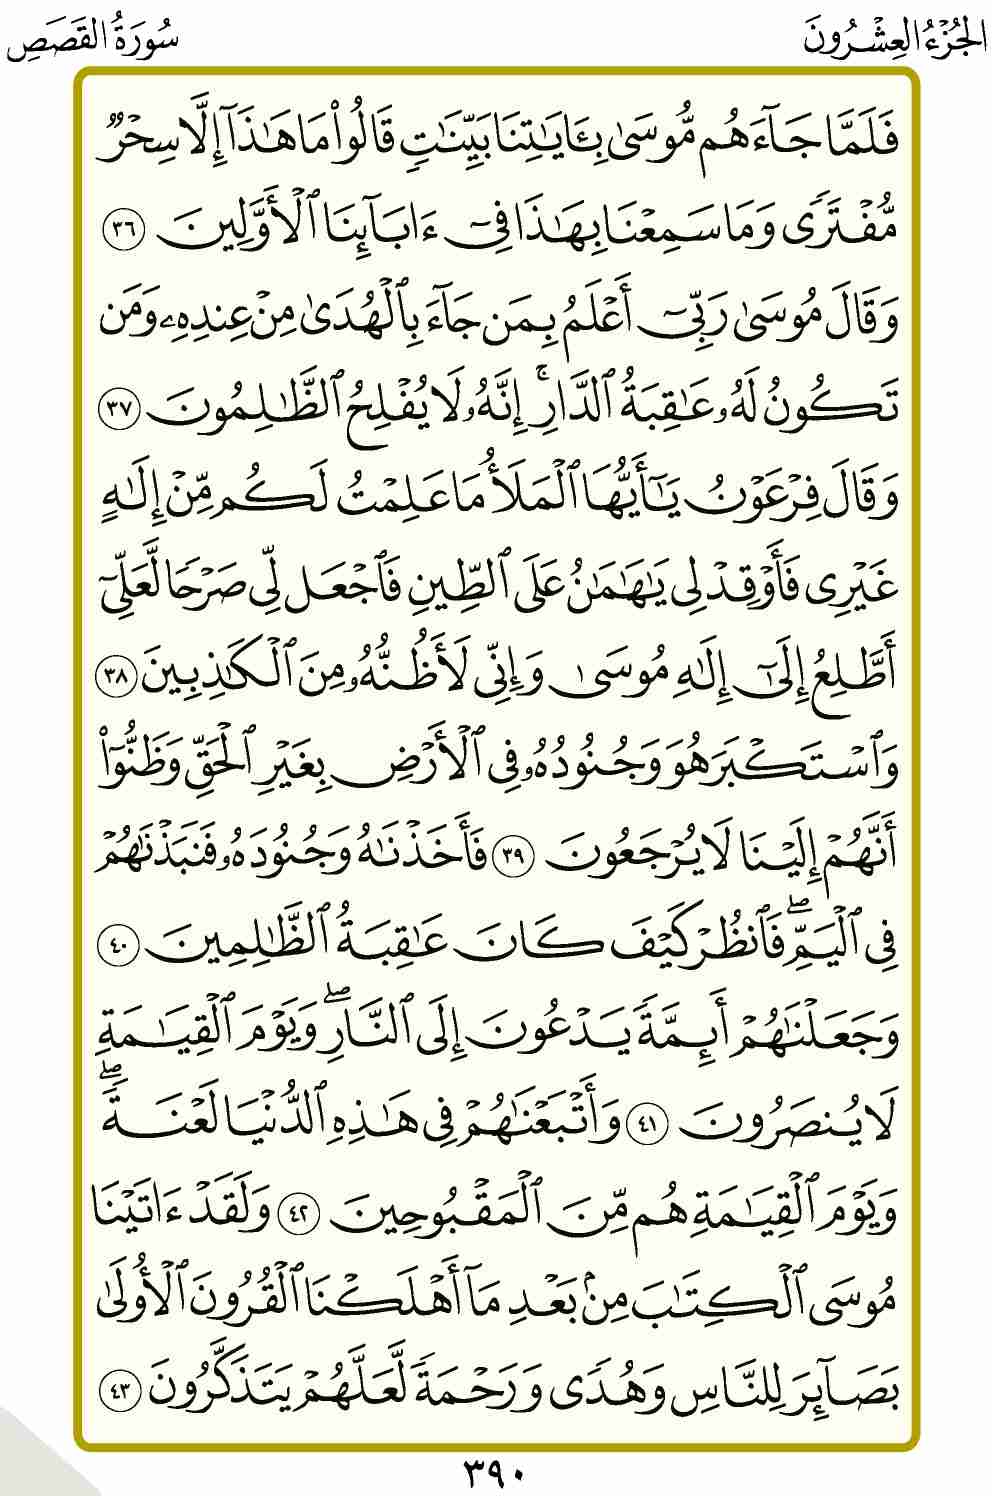 الجُزْءُ العِشْرُونَ
سُورَةُ القَصَصِ
فَلَمَّا جَآءَهُم مُّوسَىٰ بِـَٔايَـٰتِنَا بَيِّنَـٰتٍ قَالُوا۟ مَا هَـٰذَآ إِلَّا سِحْرٌ
مُّفْتَرًى وَمَا سَمِعْنَا بِهَـٰذَا فِىٓ ءَابَآئِنَا ٱلْأَوَّلِينَ ٣٦
وَقَالَ مُوسَىٰ رَبِّىٓ أَعْلَمُ بِمَن جَآءَ بِٱلْهُدَىٰ مِنْ عِندِهِۦ وَمَن
تَكُونُ لَهُۥ عَـٰقِبَةُ ٱلدَّارِ ۚ إِنَّهُۥ لَا يُفْلِحُ ٱلظَّـٰلِمُونَ ٣٧
وَقَالَ فِرْعَوْنُ يَـٰٓأَيُّهَا ٱلْمَلَأُ مَا عَلِمْتُ لَكُم مِّنْ إِلَـٰهٍ
غَيْرِى فَأَوْقِدْ لِى يَـٰهَـٰمَـٰنُ عَلَى ٱلطِّينِ فَٱجْعَل لِّى صَرْحًا لَّعَلِّىٓ
أَطَّلِعُ إِلَىٰٓ إِلَـٰهِ مُوسَىٰ وَإِنِّى لَأَظُنُّهُۥ مِنَ ٱلْكَـٰذِبِينَ ٣٨
وَٱسْتَكْبَرَ هُوَ وَجُنُودُهُۥ فِى ٱلْأَرْضِ بِغَيْرِ ٱلْحَقِّ وَظَنُّوٓا۟
أَنَّهُمْ إِلَيْنَا لَا يُرْجَعُونَ ٣٩ فَأَخَذْنَـٰهُ وَجُنُودَهُۥ فَنَبَذْنَـٰهُمْ
فِى ٱلْيَمِّ ۖ فَٱنظُرْ كَيْفَ كَانَ عَـٰقِبَةُ ٱلظَّـٰلِمِينَ ٤٠
وَجَعَلْنَـٰهُمْ أَئِمَّةً يَدْعُونَ إِلَى ٱلنَّارِ ۖ وَيَوْمَ ٱلْقِيَـٰمَةِ
لَا يُنصَرُونَ ٤١ وَأَتْبَعْنَـٰهُمْ فِى هَـٰذِهِ ٱلدُّنْيَا لَعْنَةً ۖ
وَيَوْمَ ٱلْقِيَـٰمَةِ هُم مِّنَ ٱلْمَقْبُوحِينَ ٤٢ وَلَقَدْ ءَاتَيْنَا
مُوسَى ٱلْكِتَـٰبَ مِنۢ بَعْدِ مَآ أَهْلَكْنَا ٱلْقُرُونَ ٱلْأُولَىٰ
بَصَآئِرَ لِلنَّاسِ وَهُدًى وَرَحْمَةً لَّعَلَّهُمْ يَتَذَكَّرُونَ ٤٣
٣٩٠